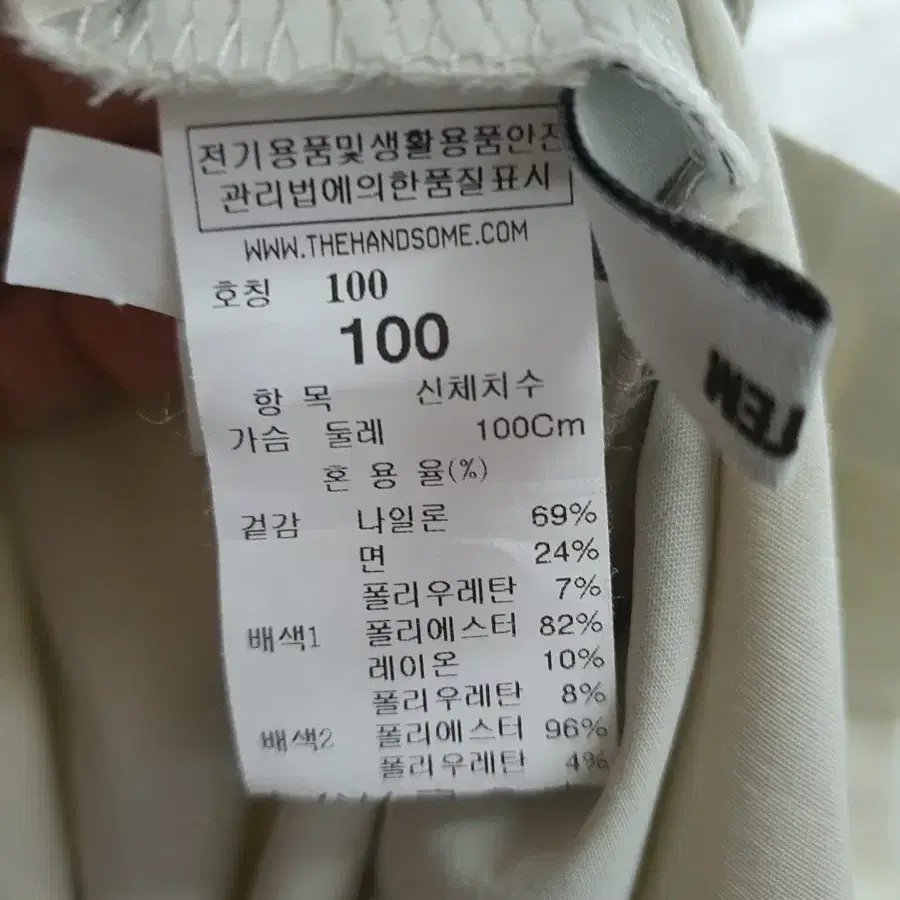 전기용품및생활용품안전
관리법에의한품질표시
WWW.THEHANDSOME.COM
호칭 100
100
항 목 신체치수
가슴 둘레 100Cm
혼 용 율(%)
겉감 나일론 69%
면 24%
폴리우레탄 7%
배색1 폴리에스터 82%
레이온 10%
폴리우레탄 8%
배색2 폴리에스터 96%
폴리우레탄 4%